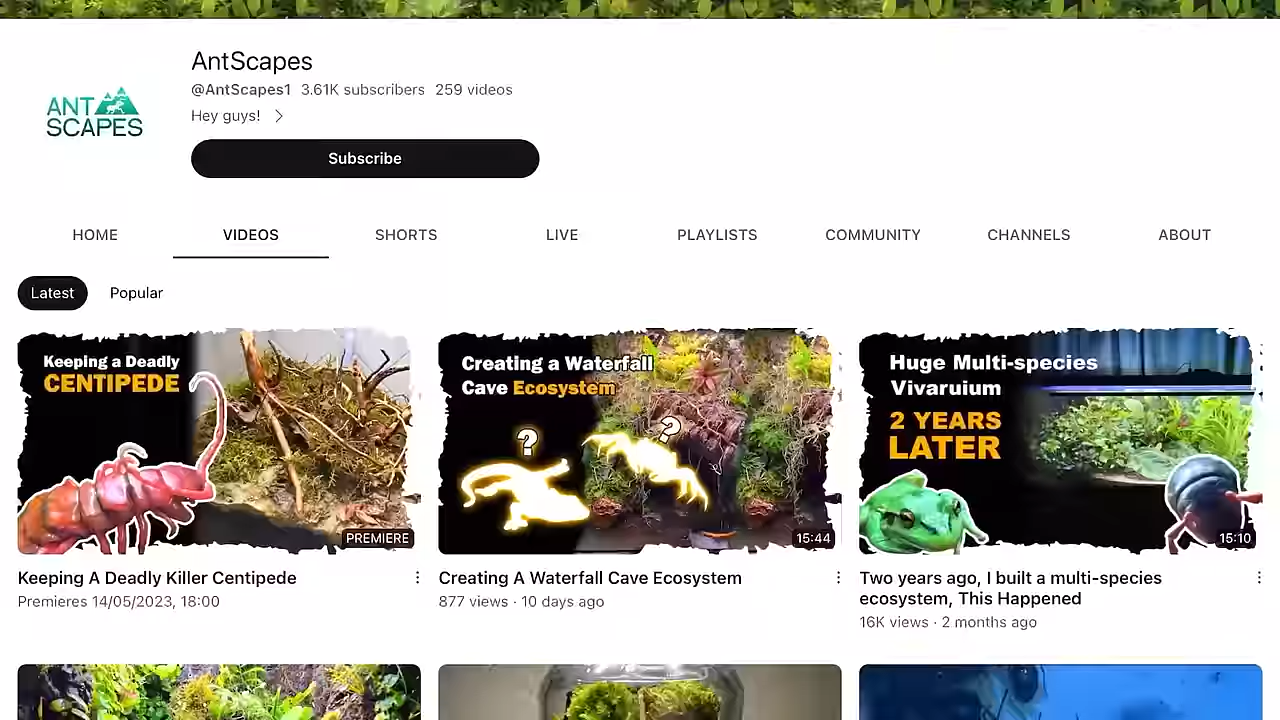 AntScapes
ANT
SCAPES
@AntScapes1 3.61K subscribers 259 videos
Hey guys!
Subscribe
HOME VIDEOS SHORTS LIVE PLAYLISTS COMMUNITY CHANNELS ABOUT
Latest Popular
Keeping a Deadly
CENTIPEDE
PREMIERE
Creating a Waterfall
Cave Ecosystem
? ?
15:44
Huge Multi-species
Vivaruium
2 YEARS
LATER
15:10
Keeping A Deadly Killer Centipede
Premieres 14/05/2023, 18:00
Creating A Waterfall Cave Ecosystem
877 views · 10 days ago
Two years ago, I built a multi-species
ecosystem, This Happened
16K views · 2 months ago